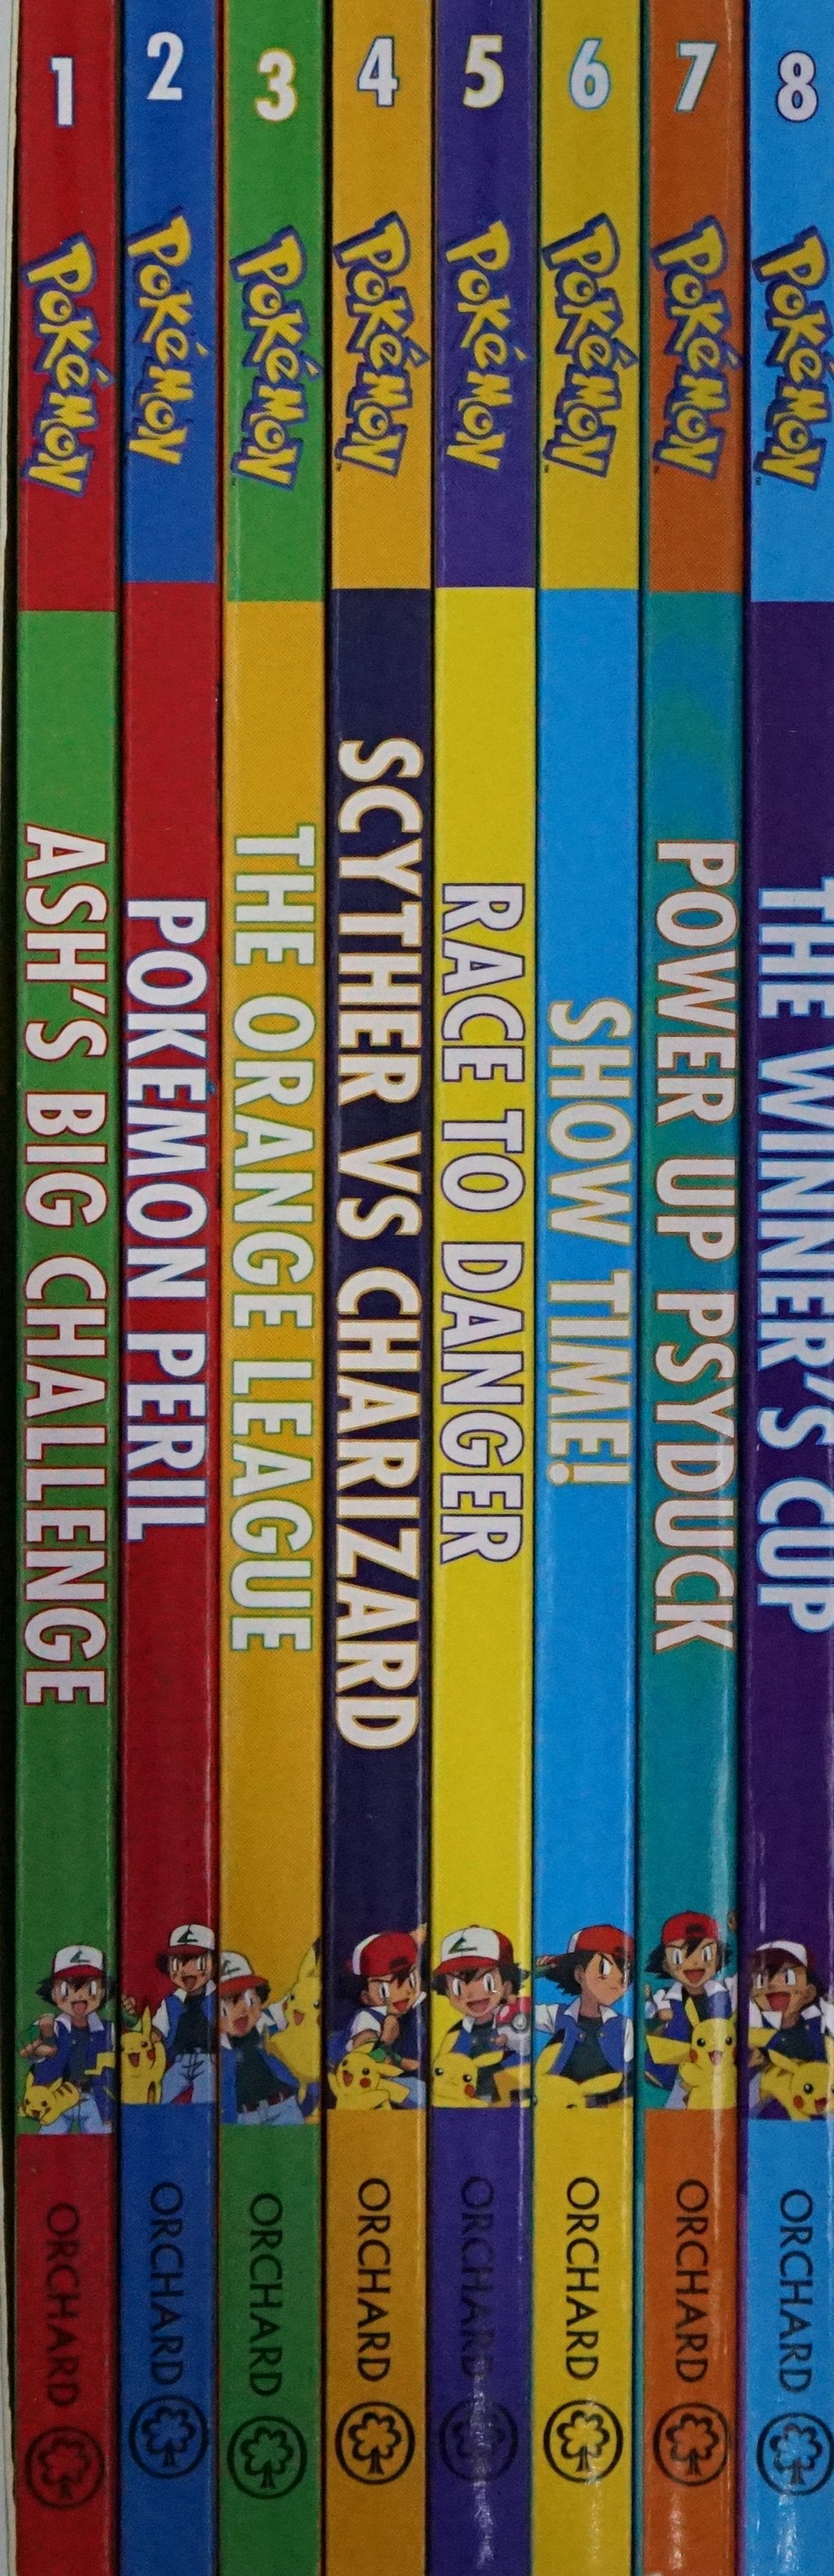 1
POKéMON
ASH'S BIG CHALLENGE
ORCHARD
2
POKéMON
POKÉMON PERIL
ORCHARD
3
POKéMON
THE ORANGE LEAGUE
ORCHARD
4
POKéMON
SCYTHER VS CHARIZARD
ORCHARD
5
POKéMON
RACE TO DANGER
ORCHARD
6
POKéMON
SHOW TIME!
ORCHARD
7
POKéMON
POWER UP PSYDUCK
ORCHARD
8
POKéMON
THE WINNER'S CUP
ORCHARD